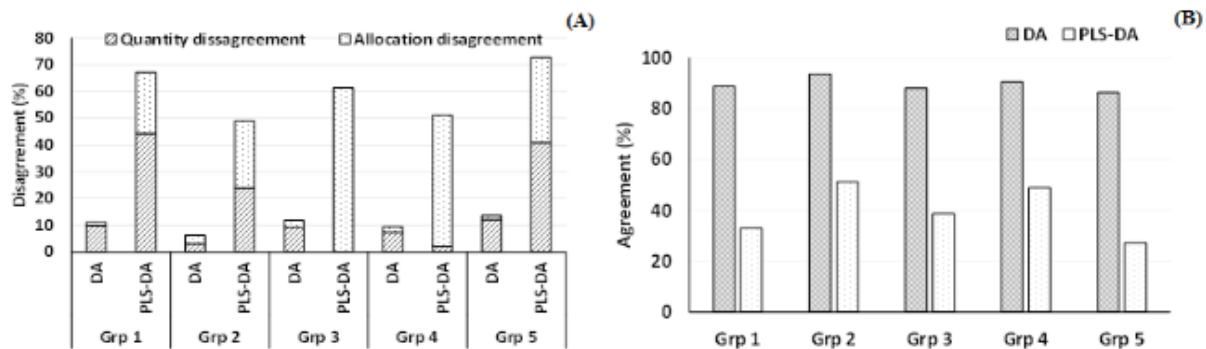 (A)
Quantity dissagreement
Allocation disagreement
Disagrreement (%)
80
70
60
50
40
30
20
10
0
DA
PLS-DA
DA
PLS-DA
DA
PLS-DA
DA
PLS-DA
DA
PLS-DA
Grp 1
Grp 2
Grp 3
Grp 4
Grp 5
(B)
DA
PLS-DA
Agreement (%)
100
80
60
40
20
0
Grp 1
Grp 2
Grp 3
Grp 4
Grp 5